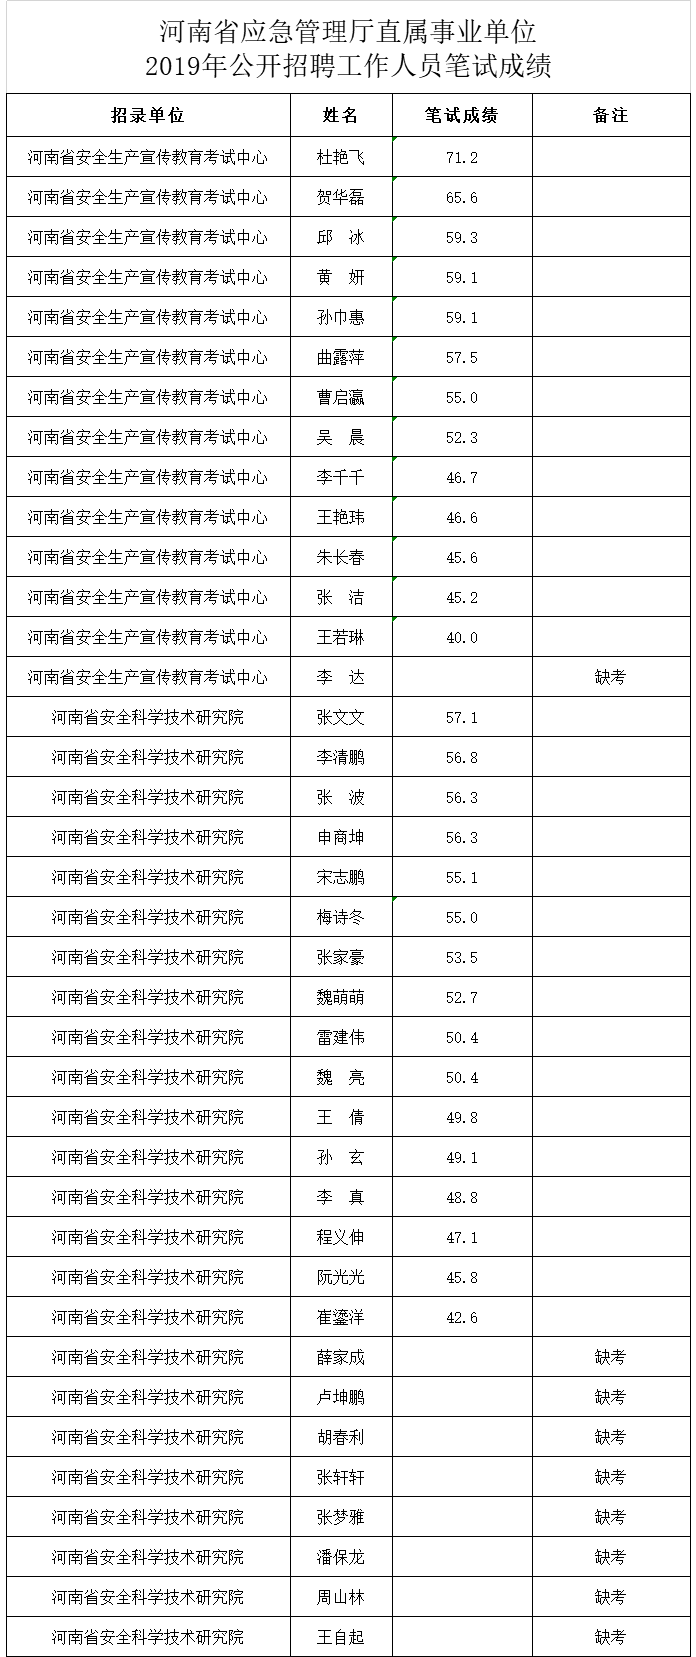 河南省应急管理厅直属事业单位
2019年公开招聘工作人员笔试成绩
招录单位 姓名 笔试成绩 备注
河南省安全生产宣传教育考试中心 杜艳飞 71.2
河南省安全生产宣传教育考试中心 贺华磊 65.6
河南省安全生产宣传教育考试中心 邱 冰 59.3
河南省安全生产宣传教育考试中心 黄 妍 59.1
河南省安全生产宣传教育考试中心 孙巾惠 59.1
河南省安全生产宣传教育考试中心 曲露萍 57.5
河南省安全生产宣传教育考试中心 曹启瀛 55.0
河南省安全生产宣传教育考试中心 吴 晨 52.3
河南省安全生产宣传教育考试中心 李千千 46.7
河南省安全生产宣传教育考试中心 王艳玮 46.6
河南省安全生产宣传教育考试中心 朱长春 45.6
河南省安全生产宣传教育考试中心 张 洁 45.2
河南省安全生产宣传教育考试中心 王若琳 40.0
河南省安全生产宣传教育考试中心 李 达 缺考
河南省安全科学技术研究院 张文文 57.1
河南省安全科学技术研究院 李清鹏 56.8
河南省安全科学技术研究院 张 波 56.3
河南省安全科学技术研究院 申商坤 56.3
河南省安全科学技术研究院 宋志鹏 55.1
河南省安全科学技术研究院 梅诗冬 55.0
河南省安全科学技术研究院 张家豪 53.5
河南省安全科学技术研究院 魏萌萌 52.7
河南省安全科学技术研究院 雷建伟 50.4
河南省安全科学技术研究院 魏 亮 50.4
河南省安全科学技术研究院 王 倩 49.8
河南省安全科学技术研究院 孙 玄 49.1
河南省安全科学技术研究院 李 真 48.8
河南省安全科学技术研究院 程义伸 47.1
河南省安全科学技术研究院 阮光光 45.8
河南省安全科学技术研究院 崔鎏洋 42.6
河南省安全科学技术研究院 薛家成 缺考
河南省安全科学技术研究院 卢坤鹏 缺考
河南省安全科学技术研究院 胡春利 缺考
河南省安全科学技术研究院 张轩轩 缺考
河南省安全科学技术研究院 张梦雅 缺考
河南省安全科学技术研究院 潘保龙 缺考
河南省安全科学技术研究院 周山林 缺考
河南省安全科学技术研究院 王自起 缺考